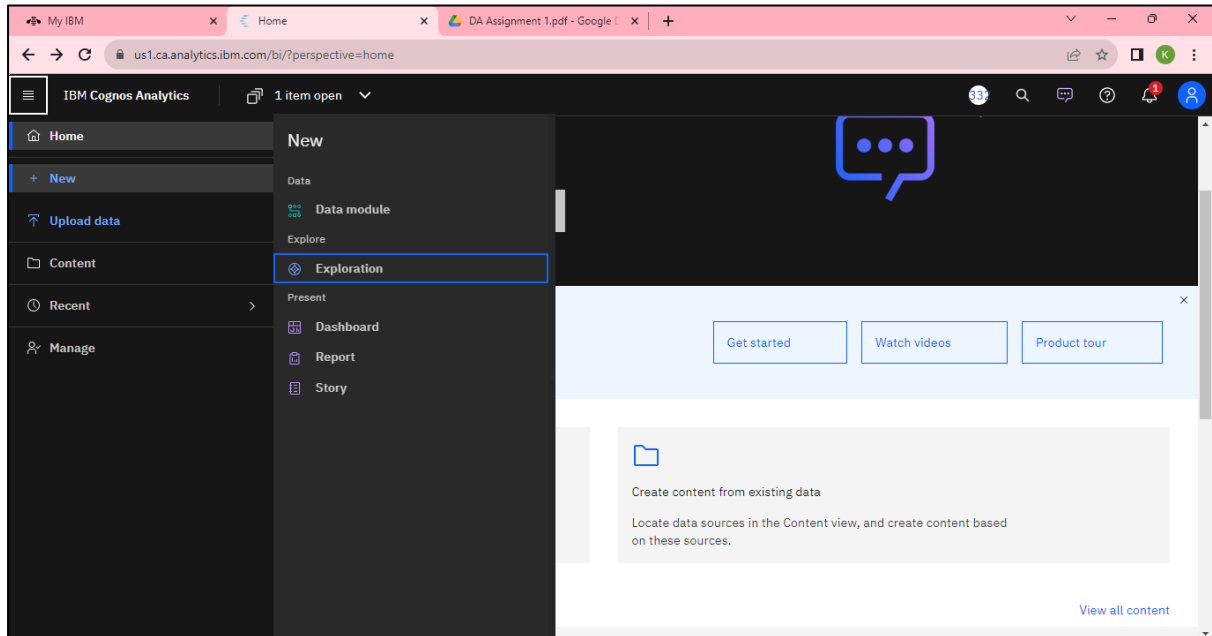 My IBM
Home
DA Assignment 1.pdf - Google D
us1.ca.analytics.ibm.com/bi/?perspective=home
K
IBM Cognos Analytics
1 item open
332
1
Home
New
Upload data
Content
Recent
Manage
New
Data
Data module
Explore
Exploration
Present
Dashboard
Report
Story
Get started
Watch videos
Product tour
Create content from existing data
Locate data sources in the Content view, and create content based
on these sources.
View all content